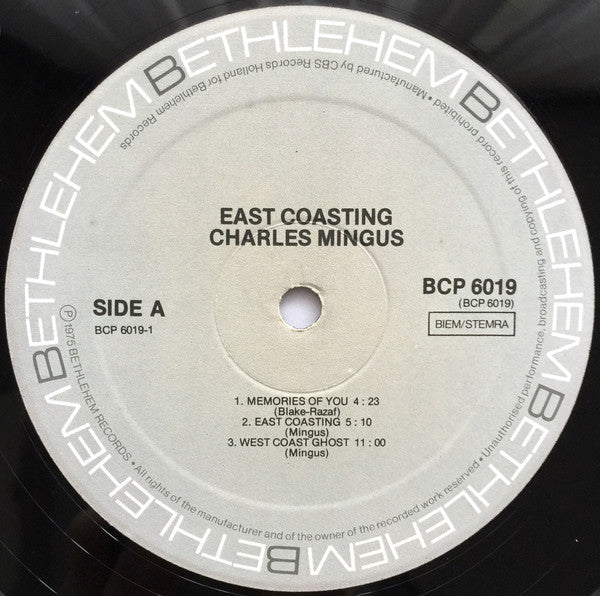 BETHLEHEM BETHLEHEM BETHLEHEM BETHLEHEM
Manufactured by CBS Records Holland for Bethlehem Records
EAST COASTING
CHARLES MINGUS
SIDE A
BCP 6019-1
BCP 6019
(BCP 6019)
BIEM/STEMRA
1. MEMORIES OF YOU 4 : 23
(Blake-Razaf)
2. EAST COASTING 5 : 10
(Mingus)
3. WEST COAST GHOST 11 : 00
(Mingus)
Ⓟ 1975 BETHLEHEM RECORDS • All rights of the manufacturer and of the owner of the recorded work reserved • Unauthorised performance, broadcasting and copying of this record prohibited •